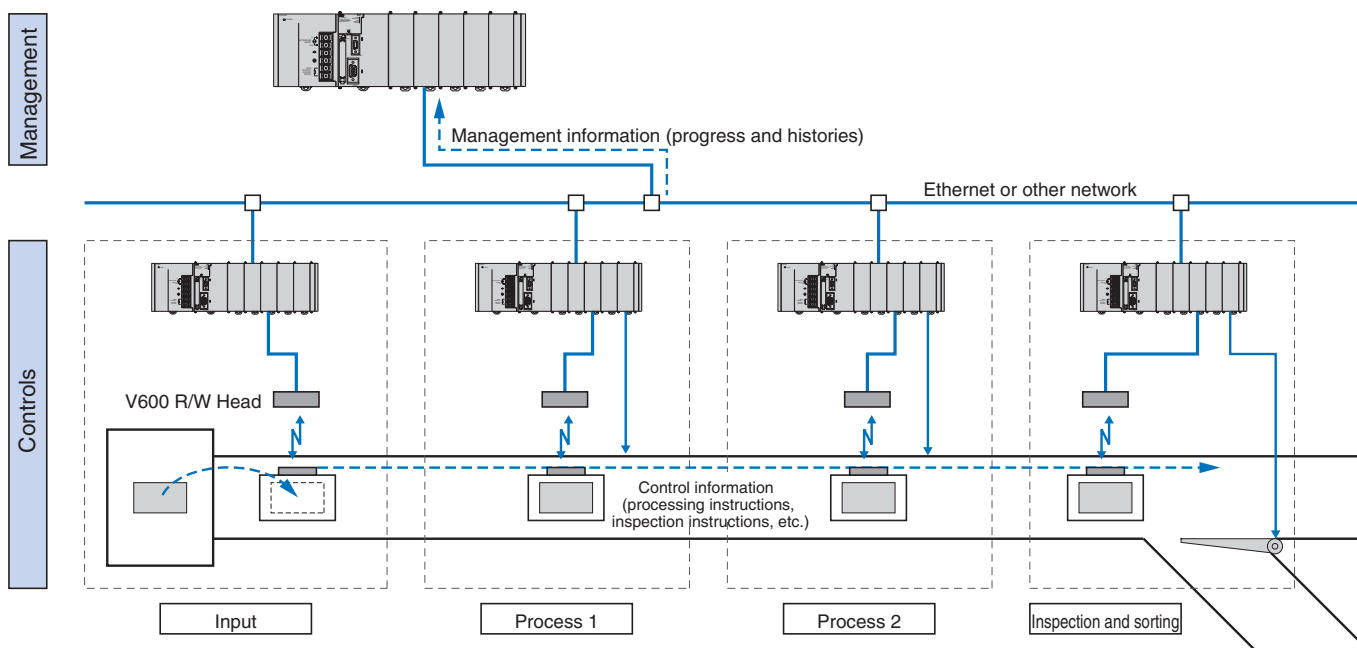 Management
Management information (progress and histories)
Ethernet or other network
Controls
V600 R/W Head
Control information
(processing instructions,
inspection instructions, etc.)
Input
Process 1
Process 2
Inspection and sorting